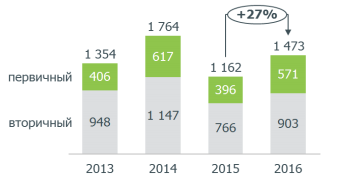 +27%
1 764
1 354 1 162 1 473
первичный 406 617 396 571
вторичный 948 1 147 766 903
2013 2014 2015 2016